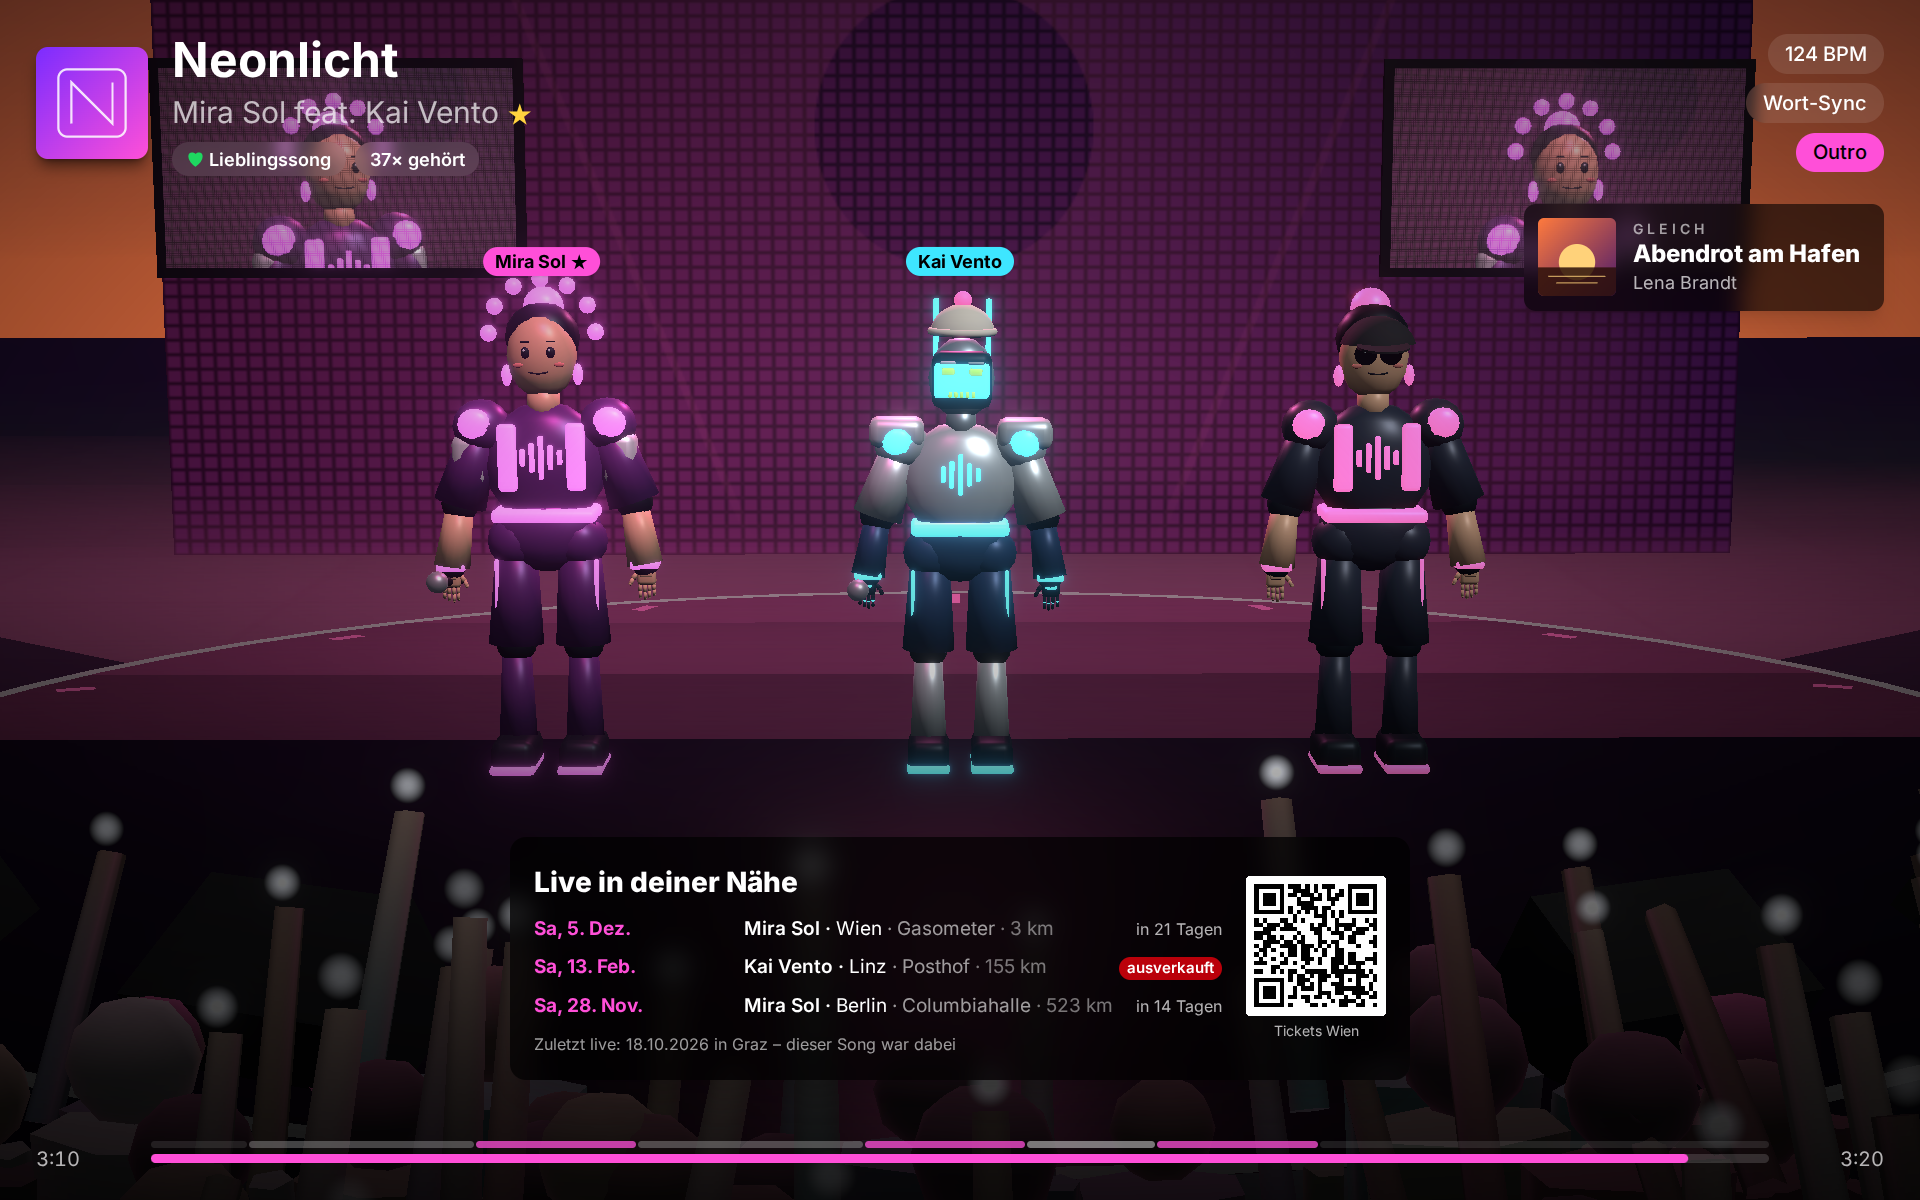 N
Neonlicht
Mira Sol feat. Kai Vento ★
Lieblingssong
37× gehört
124 BPM
Wort-Sync
Outro
GLEICH
Abendrot am Hafen
Lena Brandt
Mira Sol ★
Kai Vento
Live in deiner Nähe
Sa, 5. Dez. Mira Sol · Wien · Gasometer · 3 km in 21 Tagen
Sa, 13. Feb. Kai Vento · Linz · Posthof · 155 km ausverkauft
Sa, 28. Nov. Mira Sol · Berlin · Columbiahalle · 523 km in 14 Tagen
Zuletzt live: 18.10.2026 in Graz – dieser Song war dabei
Tickets Wien
3:10
3:20